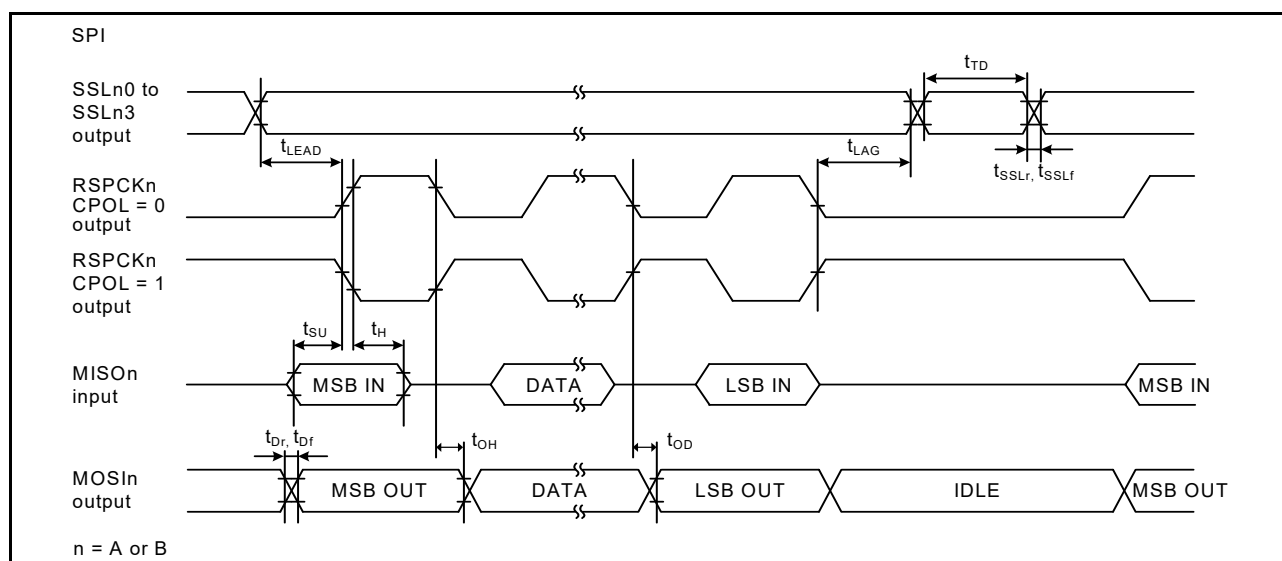 SPI
SSLn0 to
SSLn3
output
tTD
tLEAD
tLAG
tSSLr, tSSLf
RSPCKn
CPOL = 0
output
RSPCKn
CPOL = 1
output
tSU
tH
MISOn
input
MSB IN
DATA
LSB IN
MSB IN
tDr, tDf
tOH
tOD
MOSIn
output
MSB OUT
DATA
LSB OUT
IDLE
MSB OUT
n = A or B